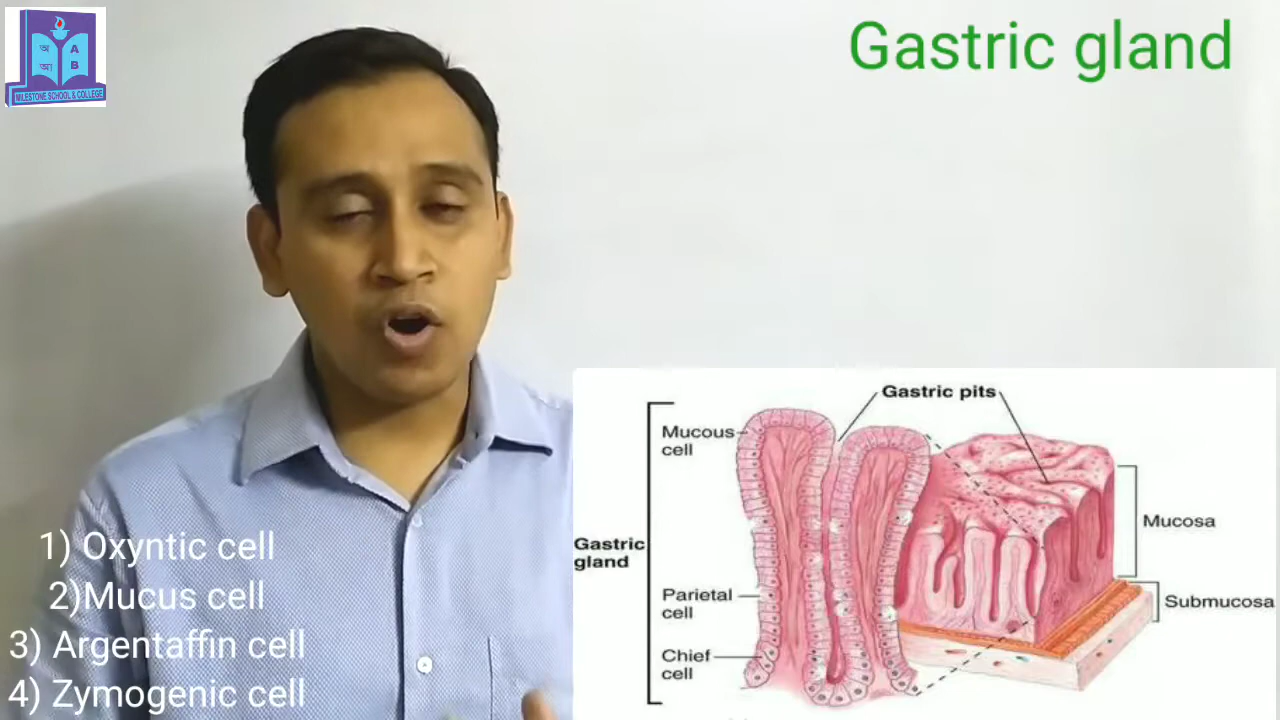 অ
A
আ
B
MILESTONE SCHOOL & COLLEGE
Gastric gland
Gastric pits
Mucous
cell
Mucosa
Gastric
gland
Parietal
cell
Submucosa
Chief
cell
1) Oxyntic cell
2)Mucus cell
3) Argentaffin cell
4) Zymogenic cell